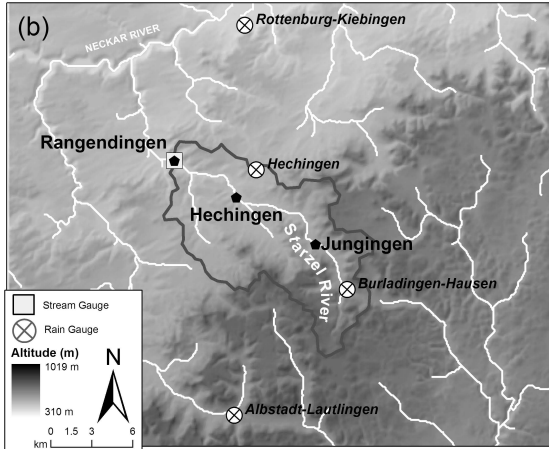 (b)
Rottenburg-Kiebingen
NECKAR RIVER
Rangendingen
Hechingen
Hechingen
Jungingen
Starzel River
Burladingen-Hausen
Stream Gauge
Rain Gauge
Altitude (m)
1019 m
310 m
N
Albstadt-Lautlingen
0 1.5 3 6
km